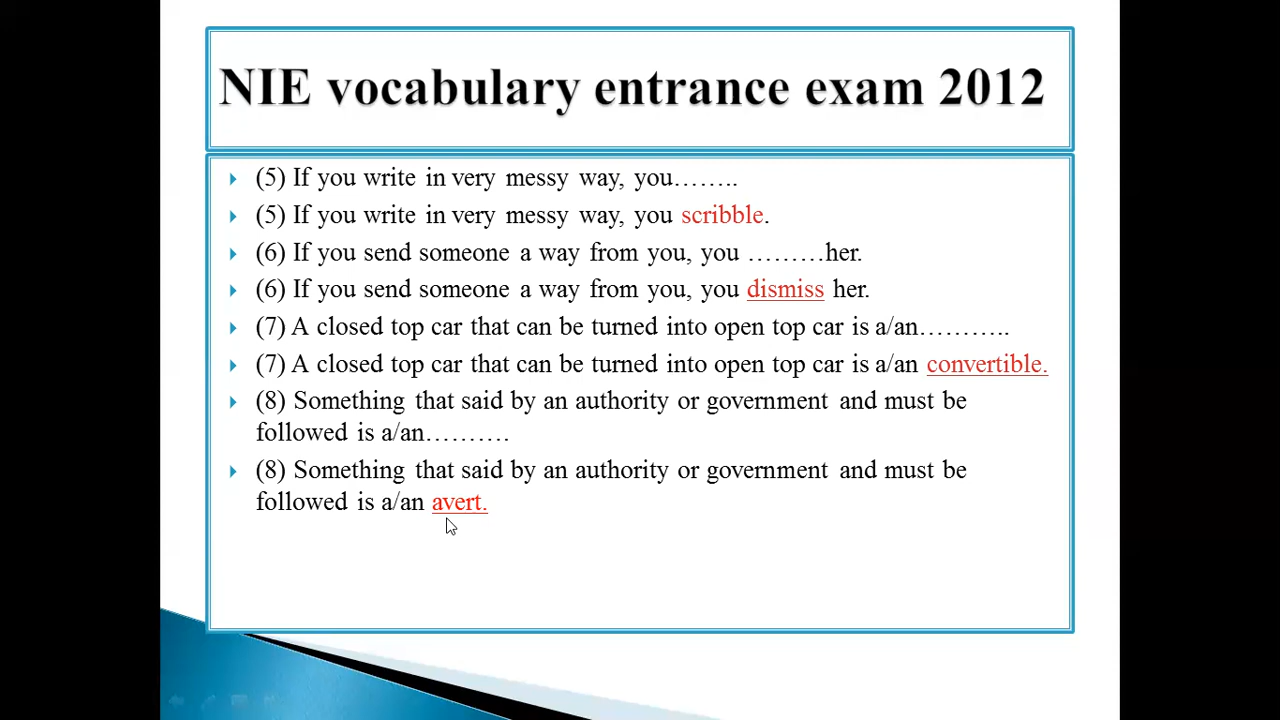 NIE vocabulary entrance exam 2012
(5) If you write in very messy way, you……..
(5) If you write in very messy way, you scribble.
(6) If you send someone a way from you, you ………her.
(6) If you send someone a way from you, you dismiss her.
(7) A closed top car that can be turned into open top car is a/an………..
(7) A closed top car that can be turned into open top car is a/an convertible.
(8) Something that said by an authority or government and must be
followed is a/an……….
(8) Something that said by an authority or government and must be
followed is a/an avert.